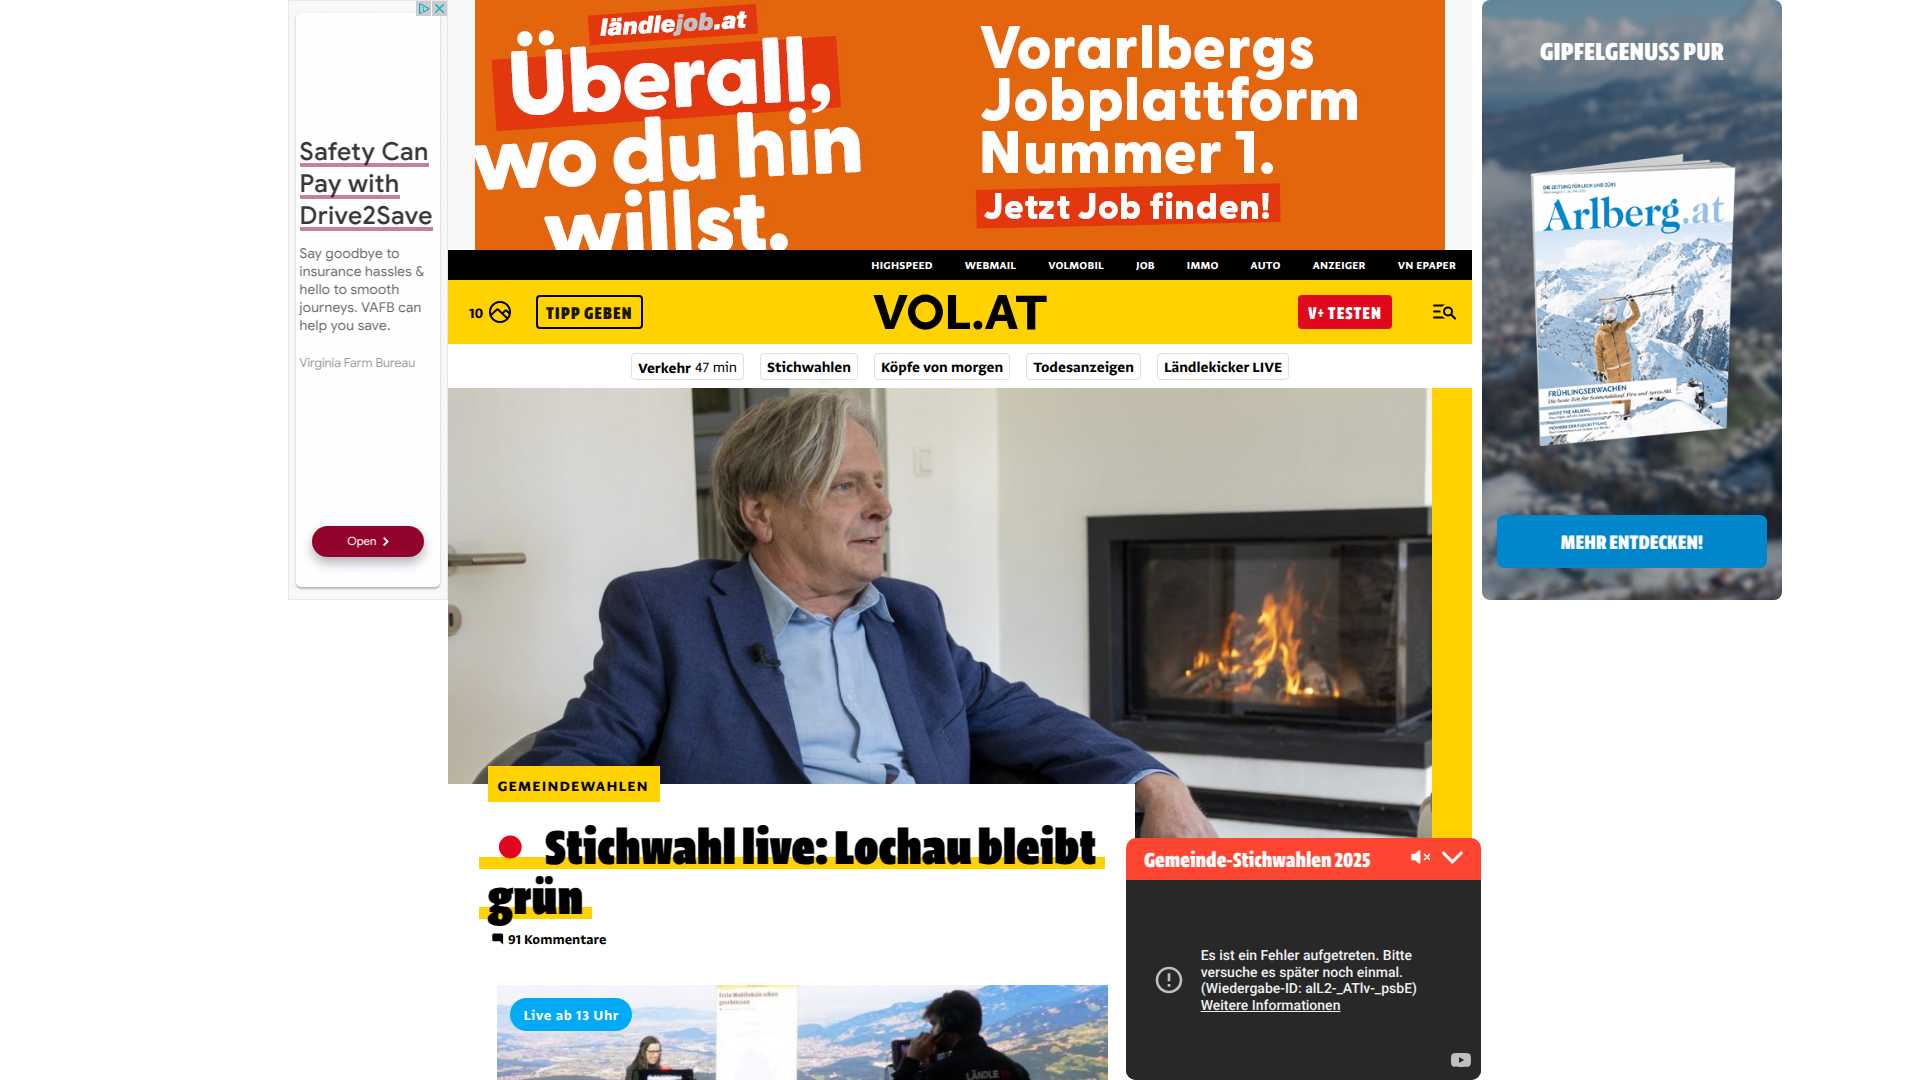 Safety Can
Pay with
Drive2Save
Say goodbye to
insurance hassles &
hello to smooth
journeys. VAFB can
help you save.
Virginia Farm Bureau
Open
ländlejob.at
Überall,
wo du hin
willst.
Vorarlbergs
Jobplattform
Nummer 1.
Jetzt Job finden!
GIPFELGENUSS PUR
Arlberg.at
FRÜHLINGSERWACHEN
MEHR ENTDECKEN!
HIGHSPEED WEBMAIL VOLMOBIL JOB IMMO AUTO ANZEIGER VN EPAPER
10 TIPP GEBEN VOL.AT V+ TESTEN
Verkehr 47 min Stichwahlen Köpfe von morgen Todesanzeigen Ländlekicker LIVE
GEMEINDEWAHLEN
Stichwahl live: Lochau bleibt
grün
91 Kommentare
Live ab 13 Uhr
LÄNDLE
Gemeinde-Stichwahlen 2025
Es ist ein Fehler aufgetreten. Bitte
versuche es später noch einmal.
(Wiedergabe-ID: alL2-_ATlv-_psbE)
Weitere Informationen